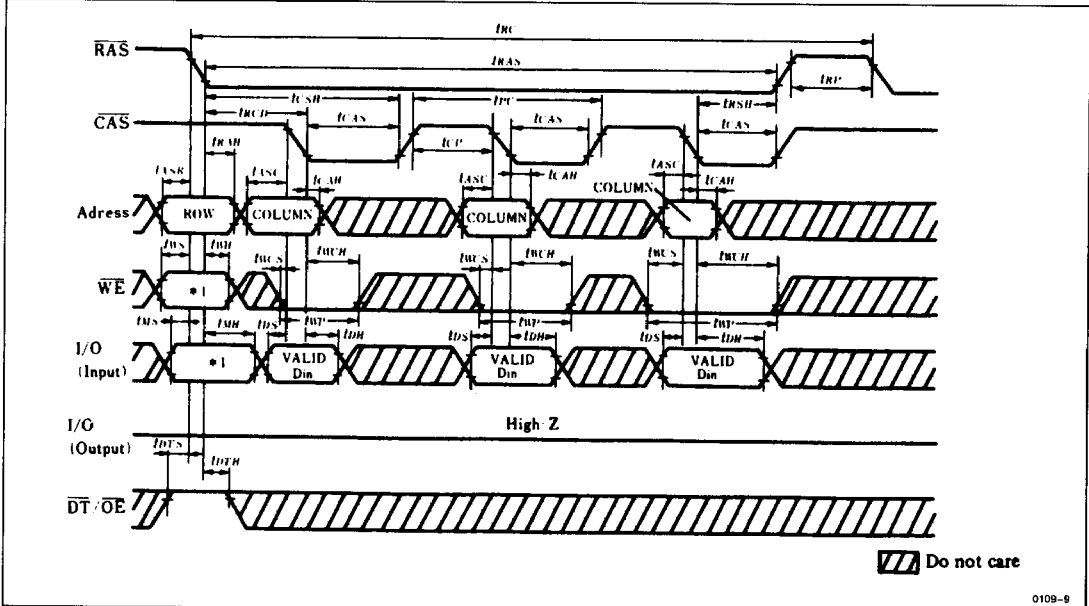 tRC
RAS
tRAS
tRP
tCSH
tPC
tRSH
tRCD
tCAS
tCAS
tCAS
CAS
tCP
tRAH
tASR
tASC
tCAH
tASC
tCAH
tASC
tCAH
COLUMN
Adress
ROW
COLUMN
COLUMN
tWS
tWH
tWCS
tWCH
tWCS
tWCH
tWCS
tWCH
WE
*1
tWP
tWP
tWP
tMS
tMH
tDS
tDH
tDS
tDH
tDS
tDH
I/O
(Input)
*1
VALID
Din
VALID
Din
VALID
Din
I/O
(Output)
High-Z
tDTS
tDTH
DT/OE
Do not care
0109-9